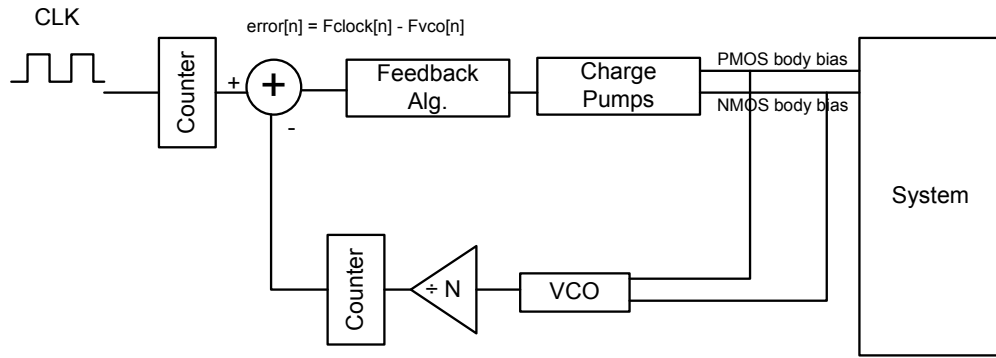 CLK
error[n] = Fclock[n] - Fvco[n]
Counter
+
+
-
Feedback
Alg.
Charge
Pumps
PMOS body bias
NMOS body bias
System
Counter
÷ N
VCO